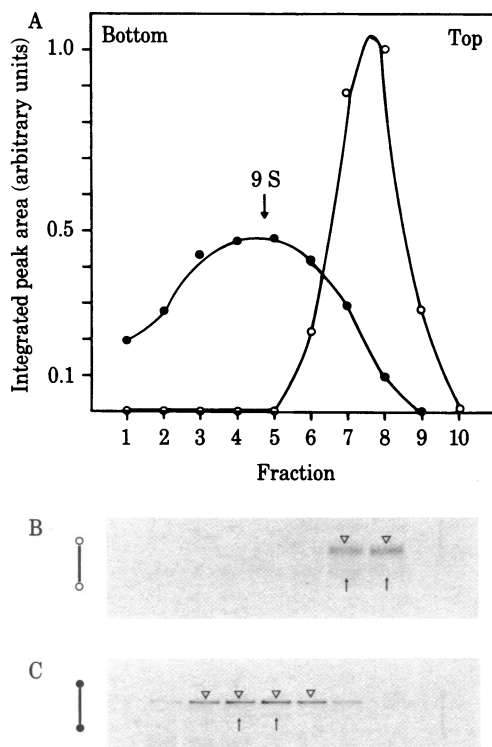 A
Bottom
Top
Integrated peak area (arbitrary units)
1.0
0.5
0.1
9 S
1 2 3 4 5 6 7 8 9 10
Fraction
B
C